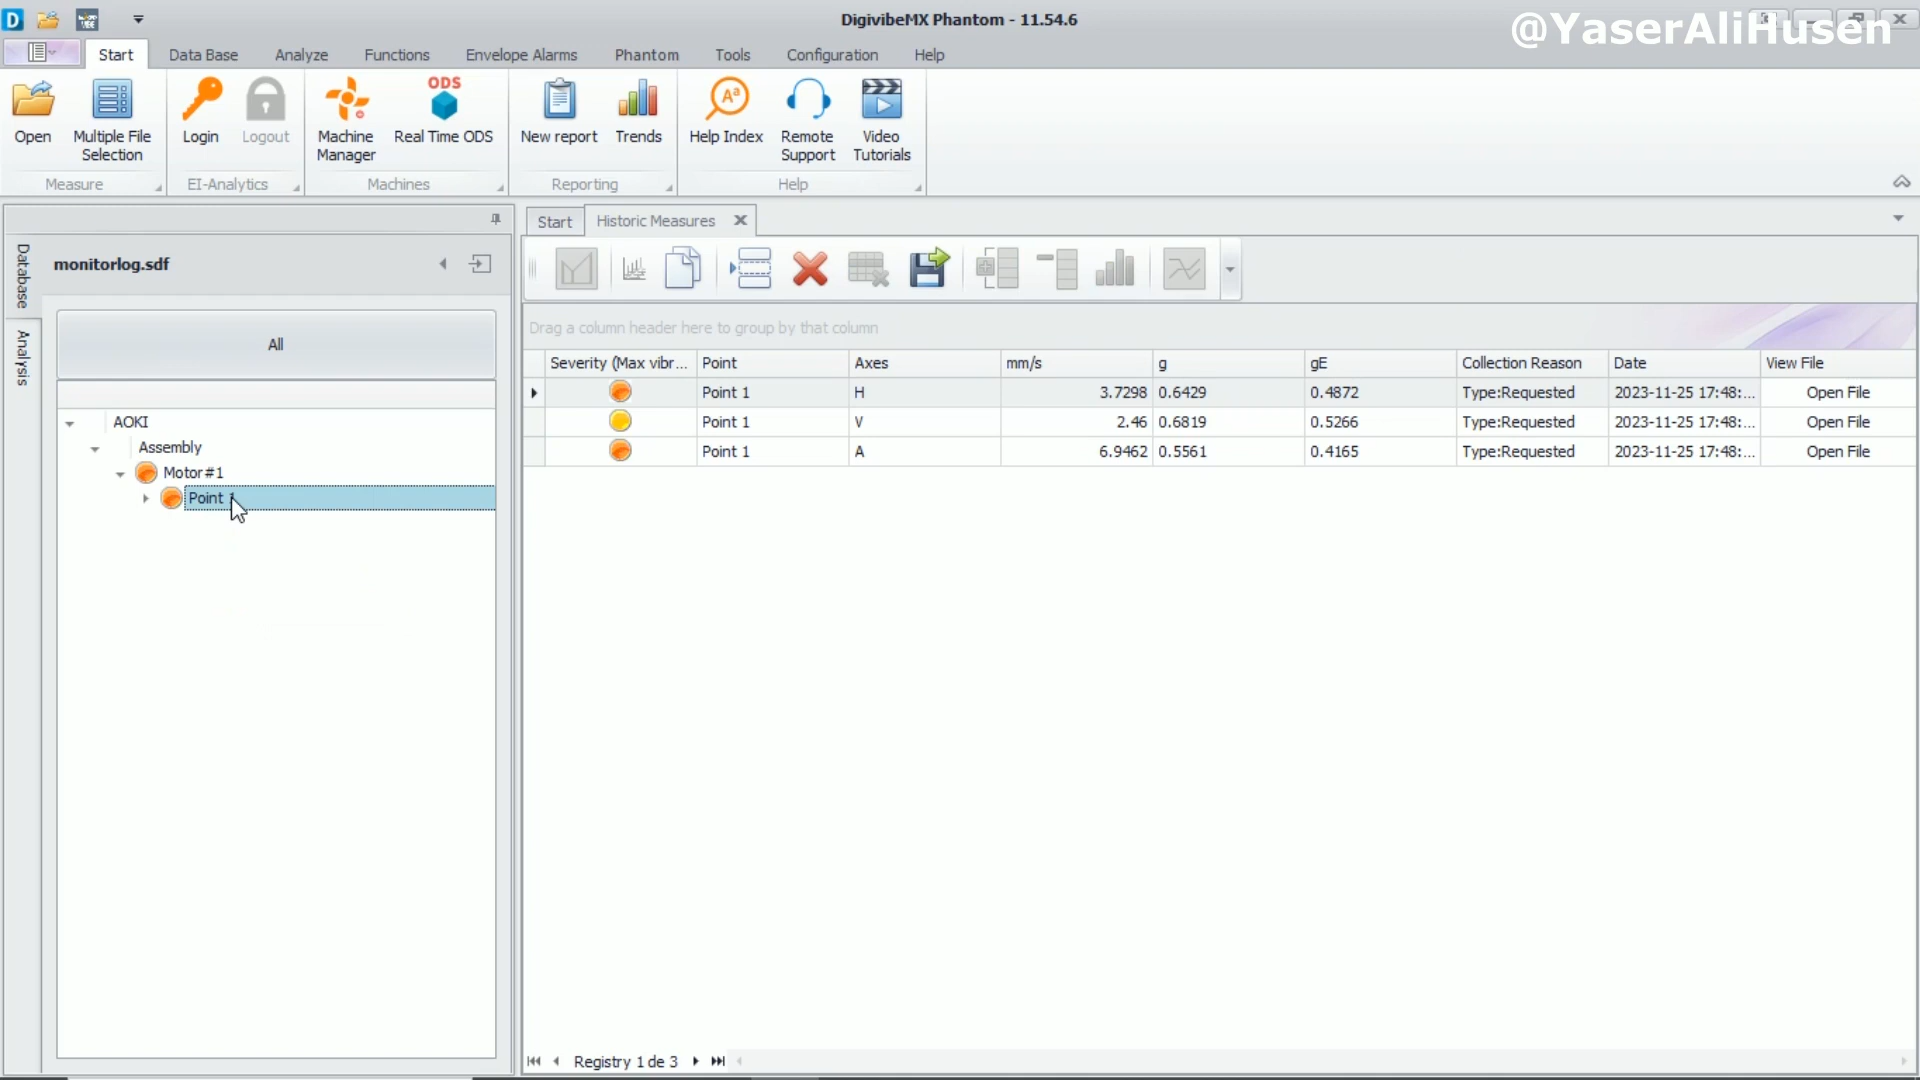 DigivibeMX Phantom - 11.54.6
@YaserAliHusen
Start Data Base Analyze Functions Envelope Alarms Phantom Tools Configuration Help
Open Multiple File Selection Login Logout Machine Manager ODS Real Time ODS New report Trends Help Index Remote Support Video Tutorials
Measure EI-Analytics Machines Reporting Help
Database
Analysis
monitorlog.sdf
All
AOKI
Assembly
Motor#1
Point 1
Start Historic Measures
Drag a column header here to group by that column
Severity (Max vibr... Point Axes mm/s g gE Collection Reason Date View File
Point 1 H 3.7298 0.6429 0.4872 Type:Requested 2023-11-25 17:48:... Open File
Point 1 V 2.46 0.6819 0.5266 Type:Requested 2023-11-25 17:48:... Open File
Point 1 A 6.9462 0.5561 0.4165 Type:Requested 2023-11-25 17:48:... Open File
Registry 1 de 3